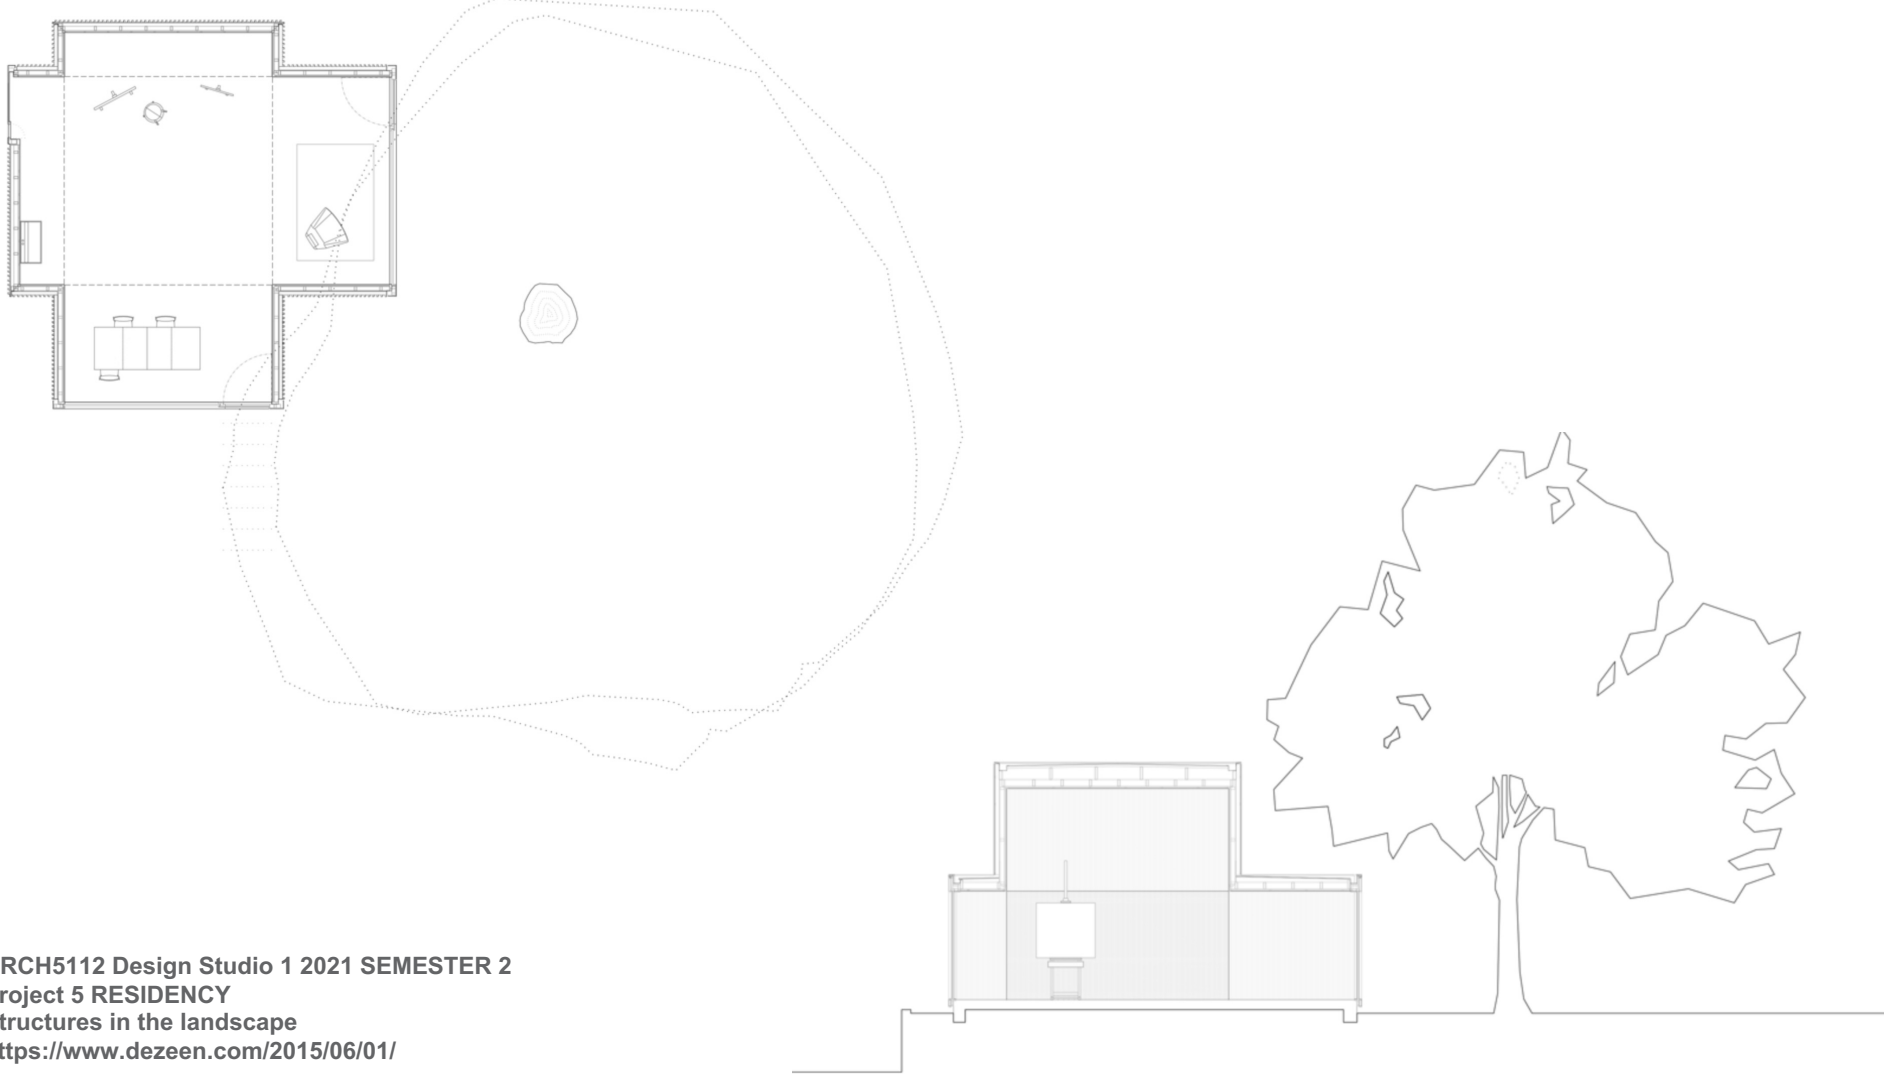 RCH5112 Design Studio 1 2021 SEMESTER 2
roject 5 RESIDENCY
tructures in the landscape
ttps://www.dezeen.com/2015/06/01/